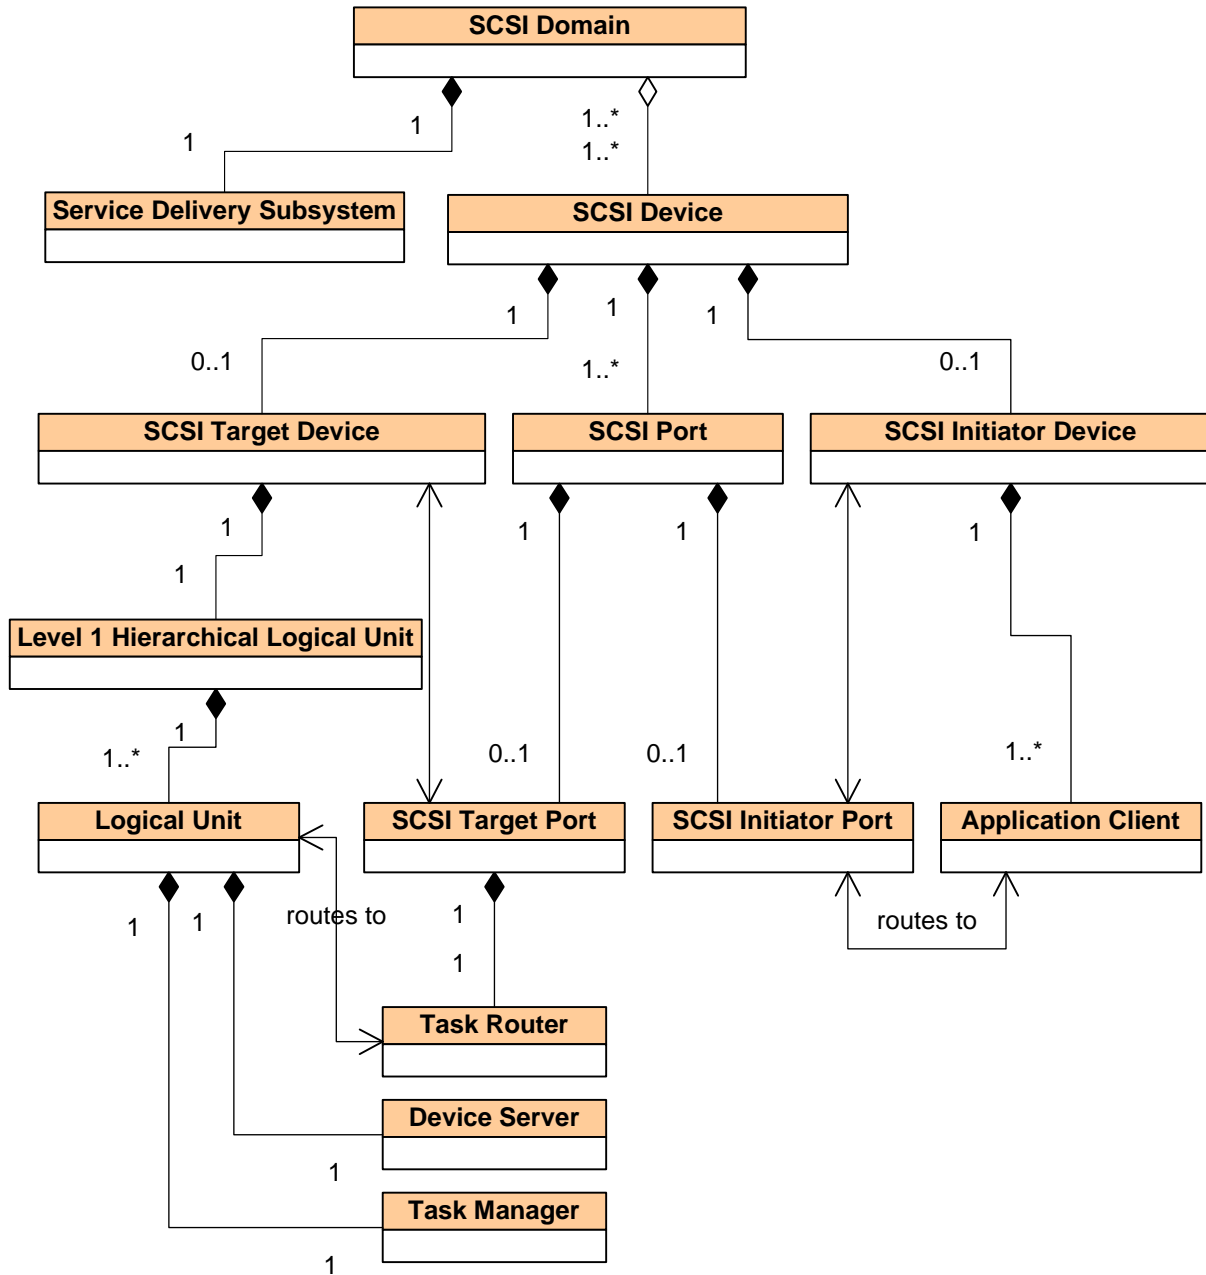 SCSI Domain
1
1..*
1
1..*
Service Delivery Subsystem
SCSI Device
1
1
1
0..1
1..*
0..1
SCSI Target Device
SCSI Port
SCSI Initiator Device
1
1
1
1
1
Level 1 Hierarchical Logical Unit
1
1..*
0..1
0..1
1..*
Logical Unit
SCSI Target Port
SCSI Initiator Port
Application Client
1
1
routes to
1
routes to
1
Task Router
Device Server
1
Task Manager
1